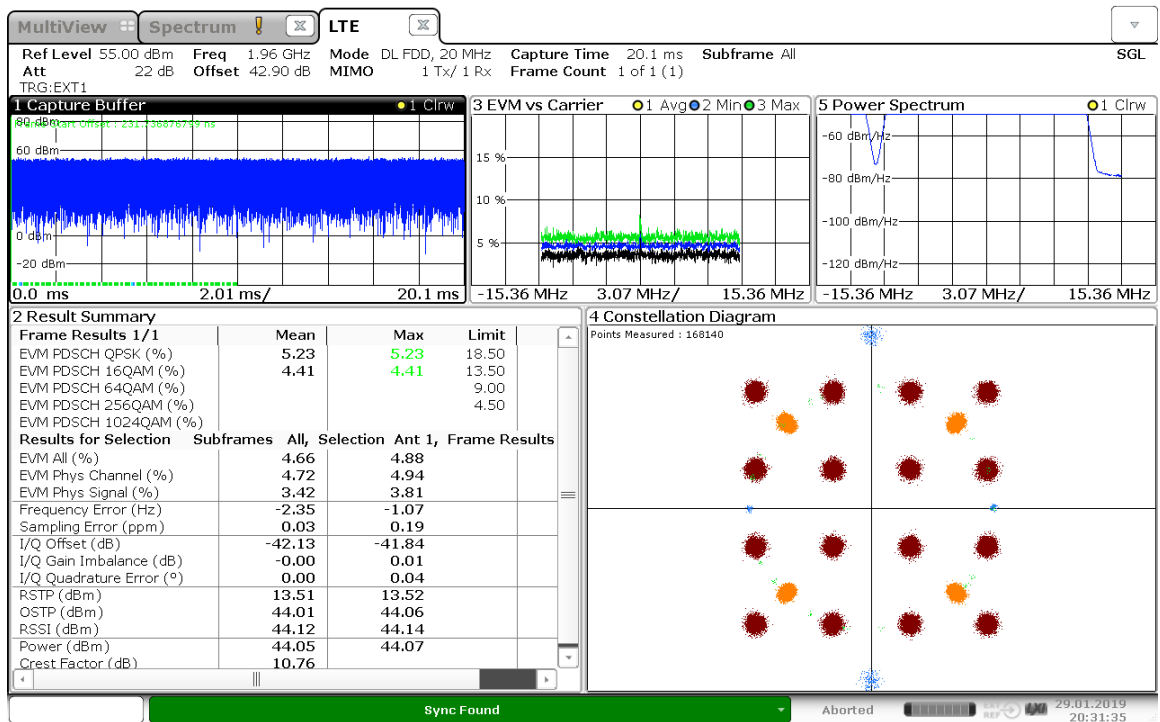 MultiView Spectrum LTE
Ref Level 55.00 dBm Freq 1.96 GHz Mode DL FDD, 20 MHz Capture Time 20.1 ms Subframe All SGL
Att 22 dB Offset 42.90 dB MIMO 1 Tx/ 1 Rx Frame Count 1 of 1 (1)
TRG:EXT1
1 Capture Buffer 1 Clrw
80 dBm Frame Start Offset : 231.736876799 ns
60 dBm
0 dBm
-20 dBm
0.0 ms 2.01 ms/ 20.1 ms
3 EVM vs Carrier 1 Avg 2 Min 3 Max
15 %
10 %
5 %
-15.36 MHz 3.07 MHz/ 15.36 MHz
5 Power Spectrum 1 Clrw
-60 dBm/Hz
-80 dBm/Hz
-100 dBm/Hz
-120 dBm/Hz
-15.36 MHz 3.07 MHz/ 15.36 MHz
2 Result Summary
Frame Results 1/1 Mean Max Limit
EVM PDSCH QPSK (%) 5.23 5.23 18.50
EVM PDSCH 16QAM (%) 4.41 4.41 13.50
EVM PDSCH 64QAM (%) 9.00
EVM PDSCH 256QAM (%) 4.50
EVM PDSCH 1024QAM (%)
Results for Selection Subframes All, Selection Ant 1, Frame Results
EVM All (%) 4.66 4.88
EVM Phys Channel (%) 4.72 4.94
EVM Phys Signal (%) 3.42 3.81
Frequency Error (Hz) -2.35 -1.07
Sampling Error (ppm) 0.03 0.19
I/Q Offset (dB) -42.13 -41.84
I/Q Gain Imbalance (dB) -0.00 0.01
I/Q Quadrature Error (°) 0.00 0.04
RSTP (dBm) 13.51 13.52
OSTP (dBm) 44.01 44.06
RSSI (dBm) 44.12 44.14
Power (dBm) 44.05 44.07
Crest Factor (dB) 10.76
4 Constellation Diagram
Points Measured : 168140
Sync Found
Aborted
EXT
REF
LXI
29.01.2019
20:31:35